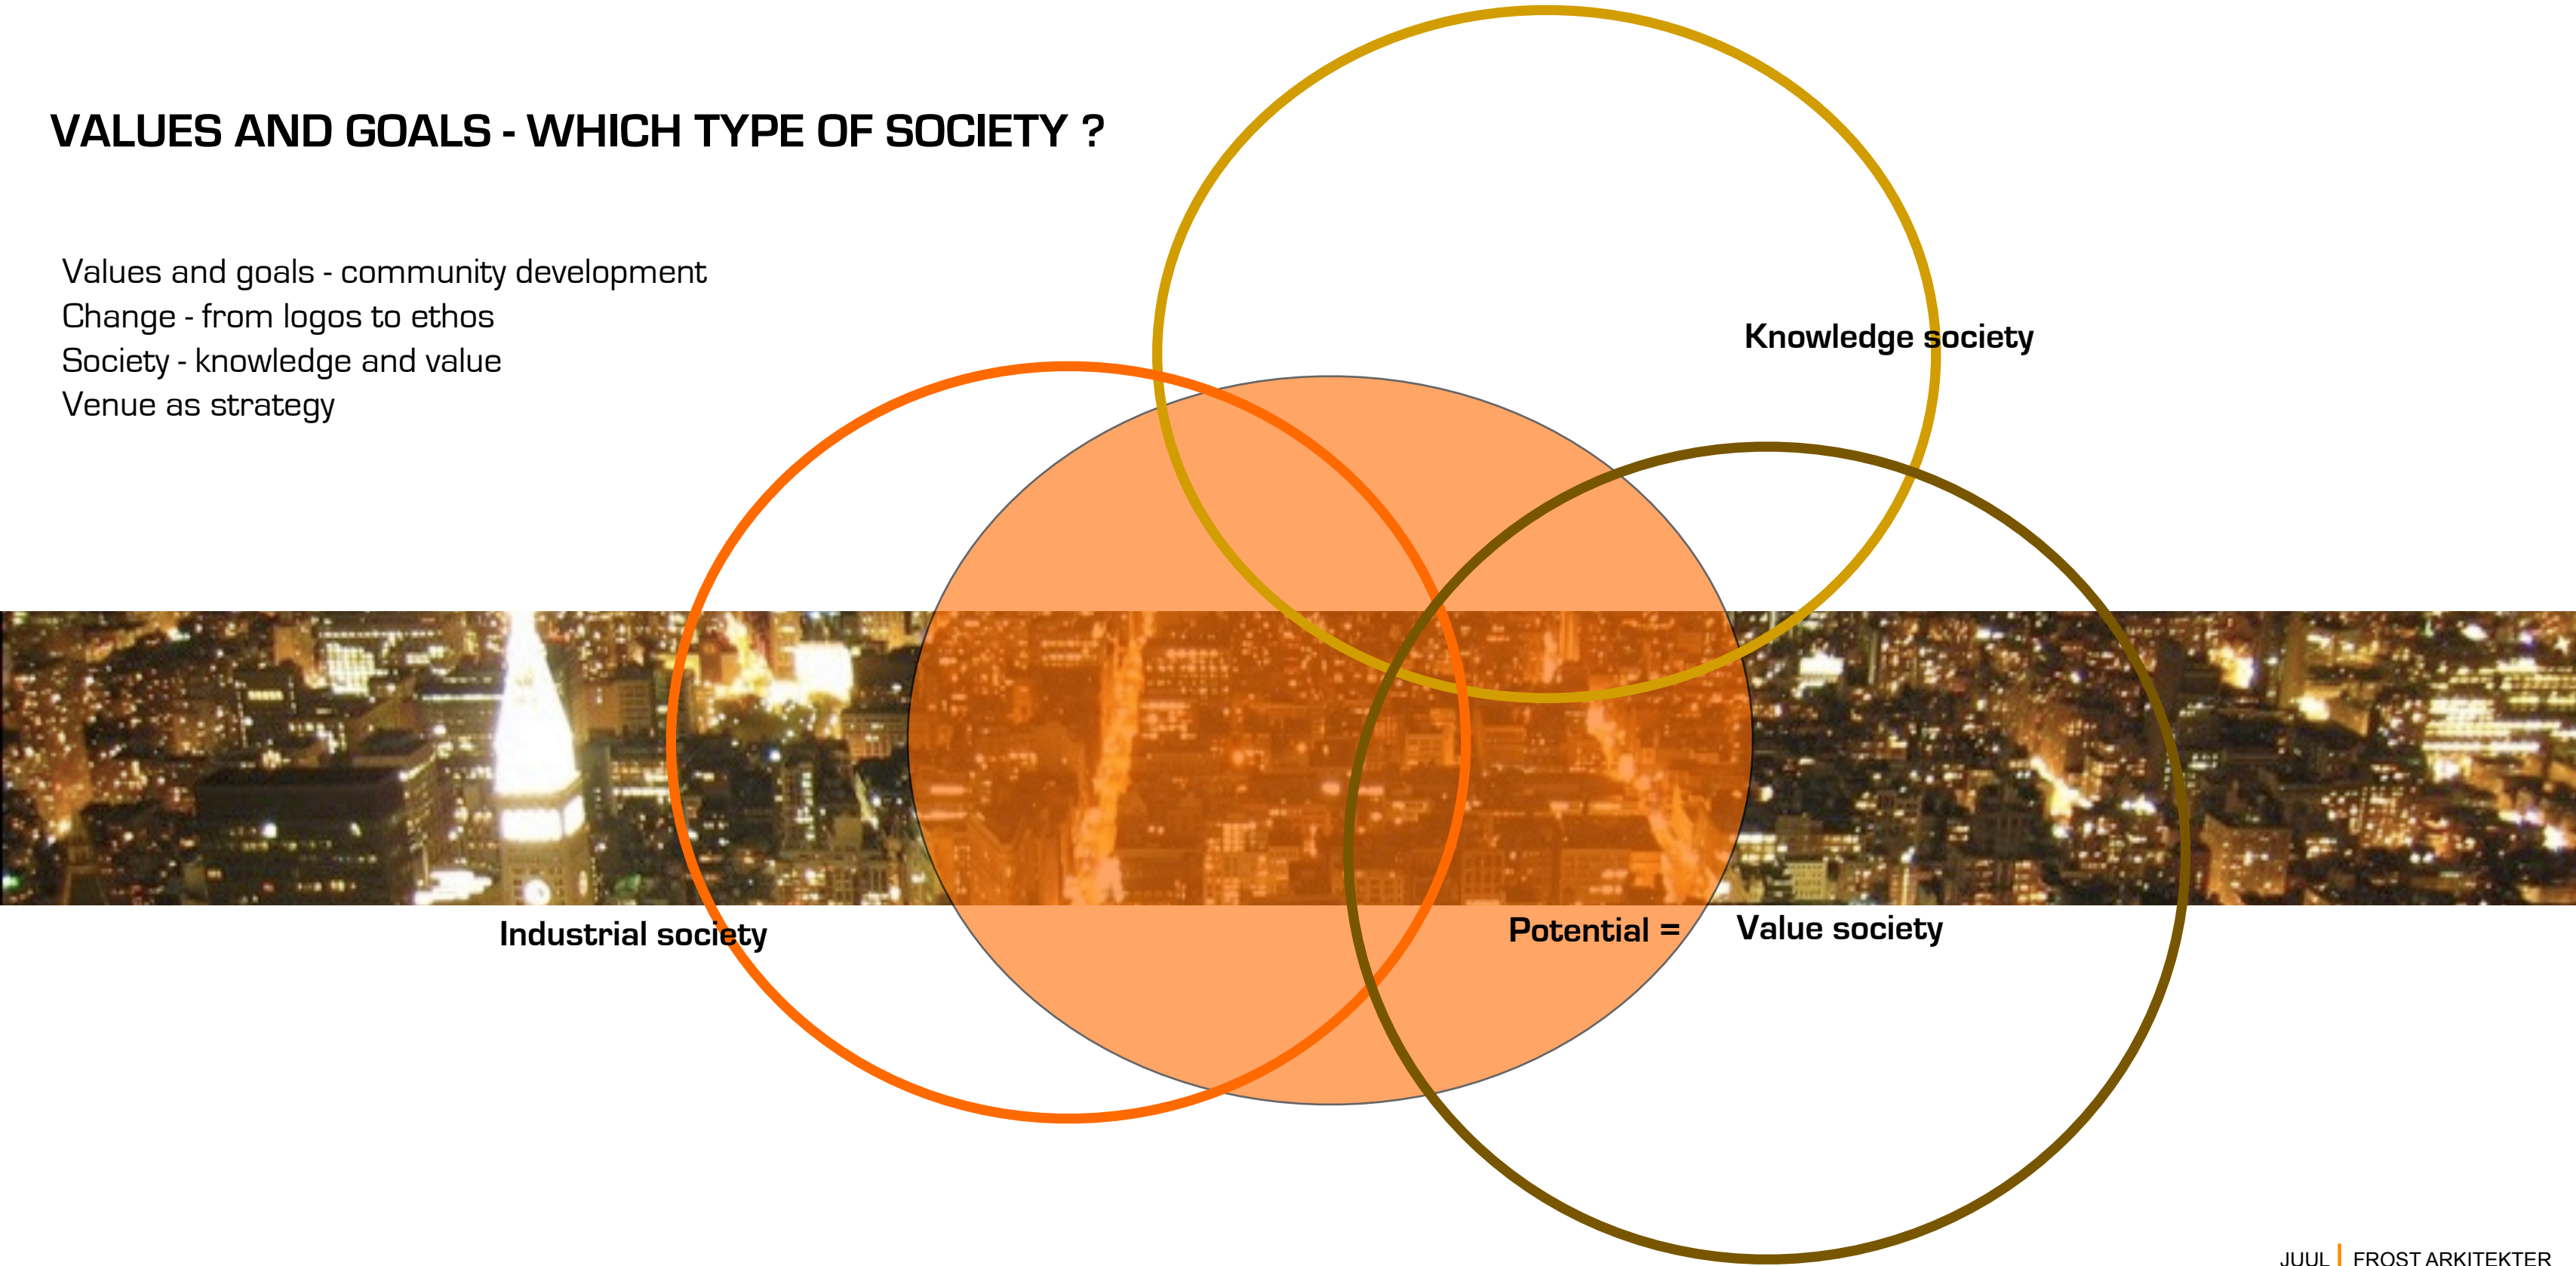 VALUES AND GOALS - WHICH TYPE OF SOCIETY ?
Values and goals - community development
Change - from logos to ethos
Society - knowledge and value
Venue as strategy
Knowledge society
Industrial society
Potential =
Value society
JUUL | FROST ARKITEKTER